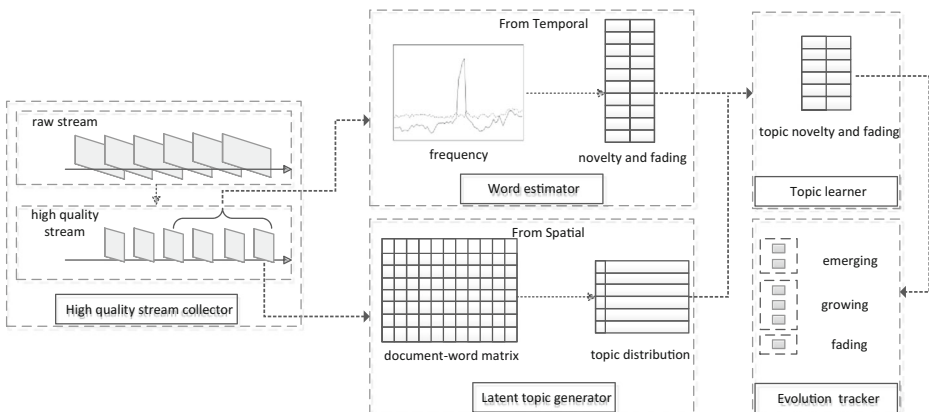 raw stream
high quality
stream
High quality stream collector
From Temporal
frequency
novelty and fading
Word estimator
From Spatial
document-word matrix
topic distribution
Latent topic generator
topic novelty and fading
Topic learner
emerging
growing
fading
Evolution tracker